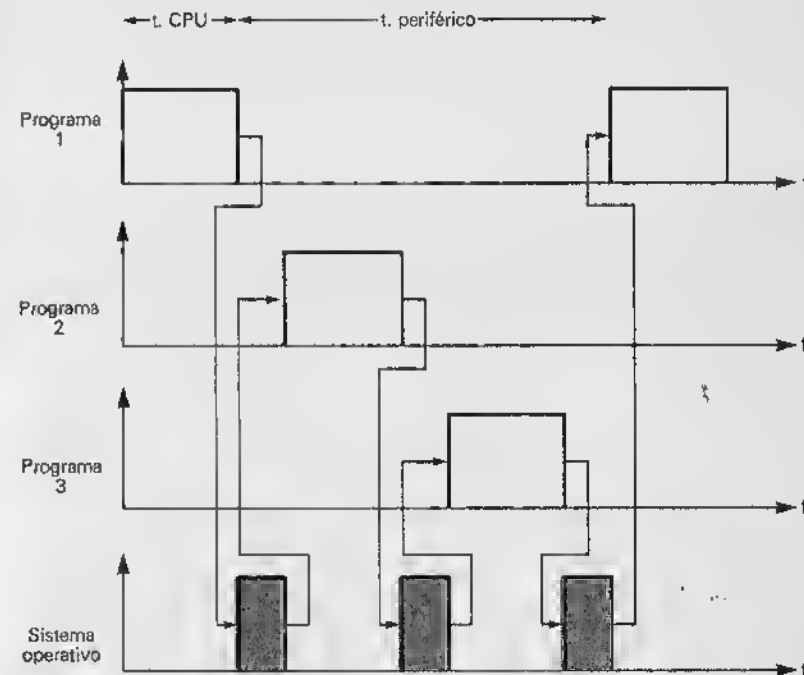 t. CPU
t. periférico
Programa
1
t
Programa
2
t
Programa
3
t
Sistema
operativo
t